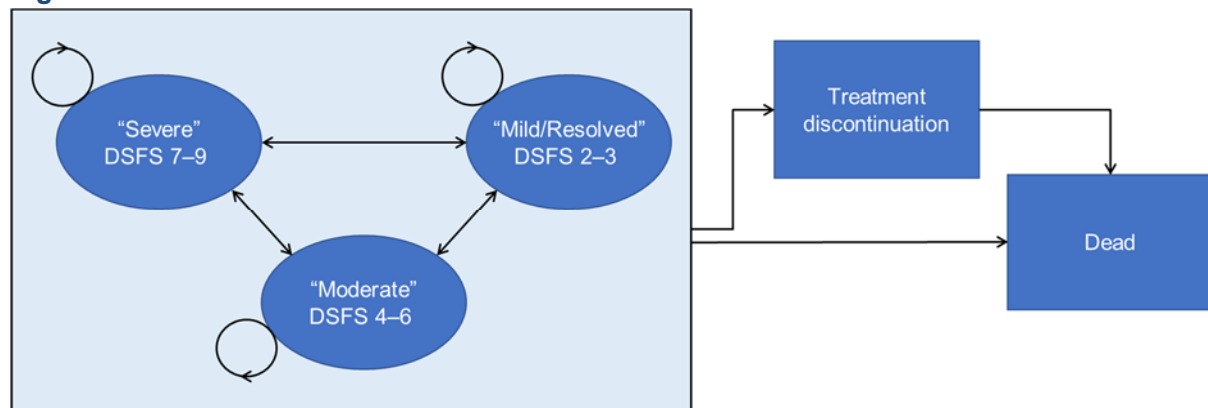 “Severe”
DSFS 7–9
“Mild/Resolved”
DSFS 2–3
“Moderate”
DSFS 4–6
Treatment
discontinuation
Dead